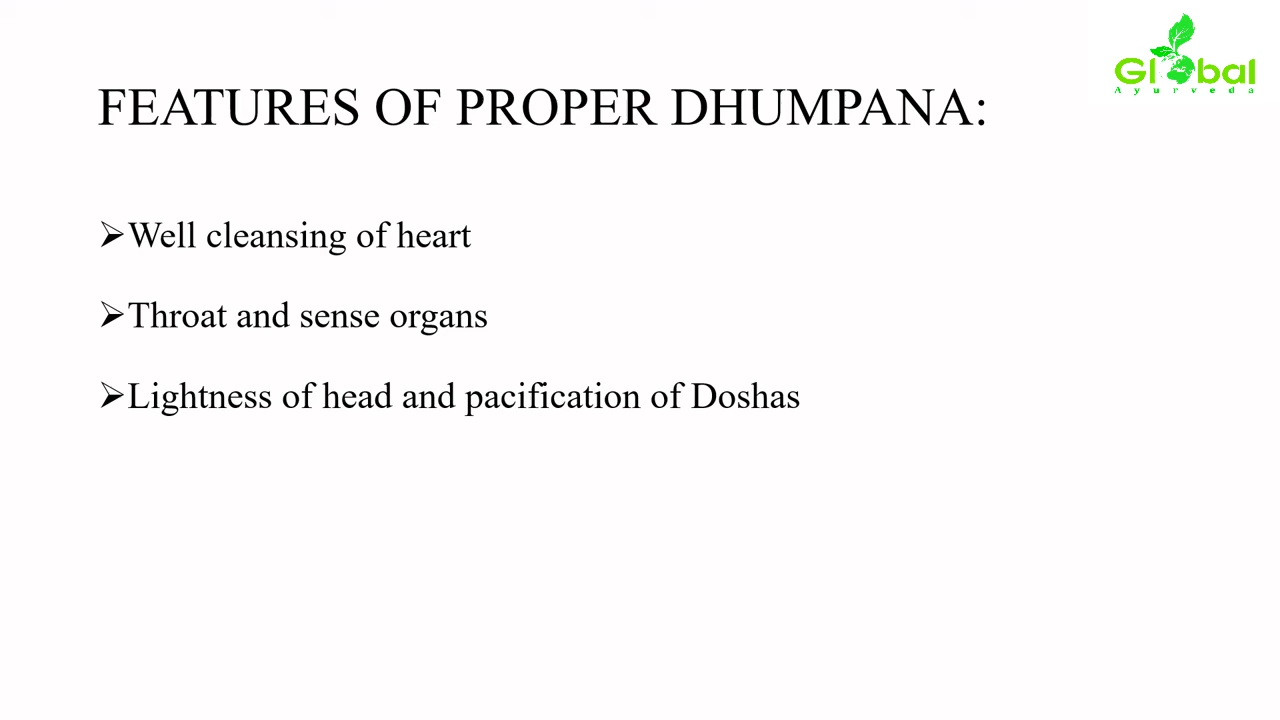 Global
Ayurveda
FEATURES OF PROPER DHUMPANA:
➢Well cleansing of heart
➢Throat and sense organs
➢Lightness of head and pacification of Doshas